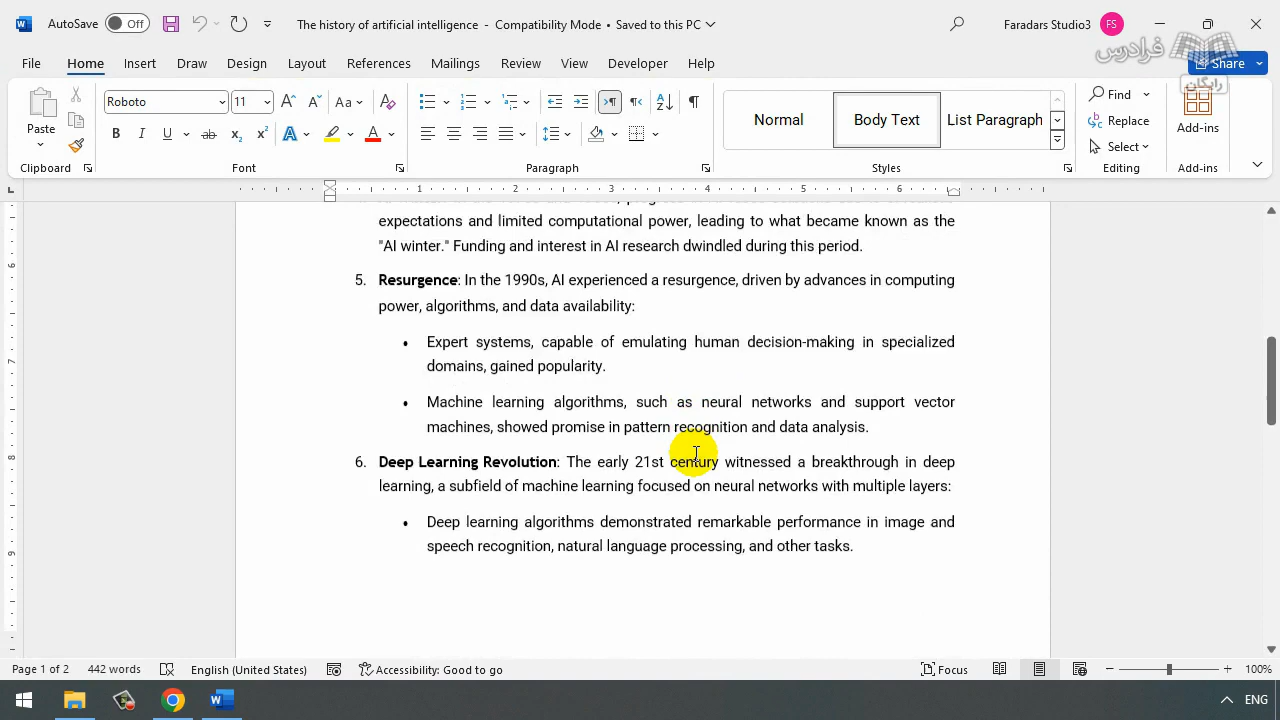 AutoSave Off The history of artificial intelligence - Compatibility Mode • Saved to this PC Faradars Studio3 FS
فرادرس
رایگان
File Home Insert Draw Design Layout References Mailings Review View Developer Help Share
Paste
Clipboard
Roboto 11
Font
Paragraph
Normal Body Text List Paragraph
Styles
Find
Replace
Select
Editing
Add-ins
Add-ins
1 2 3 4 5 6
expectations and limited computational power, leading to what became known as the
"AI winter." Funding and interest in AI research dwindled during this period.
5. Resurgence: In the 1990s, AI experienced a resurgence, driven by advances in computing
power, algorithms, and data availability:
• Expert systems, capable of emulating human decision-making in specialized
domains, gained popularity.
• Machine learning algorithms, such as neural networks and support vector
machines, showed promise in pattern recognition and data analysis.
6. Deep Learning Revolution: The early 21st century witnessed a breakthrough in deep
learning, a subfield of machine learning focused on neural networks with multiple layers:
• Deep learning algorithms demonstrated remarkable performance in image and
speech recognition, natural language processing, and other tasks.
Page 1 of 2 442 words English (United States) Accessibility: Good to go Focus 100%
ENG